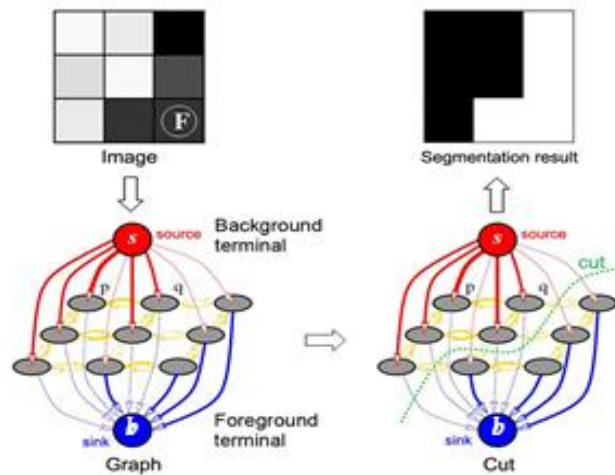 F
Image
Segmentation result
s
source
Background
terminal
p
q
Foreground
terminal
b
sink
Graph
s
source
cut
p
q
b
sink
Cut